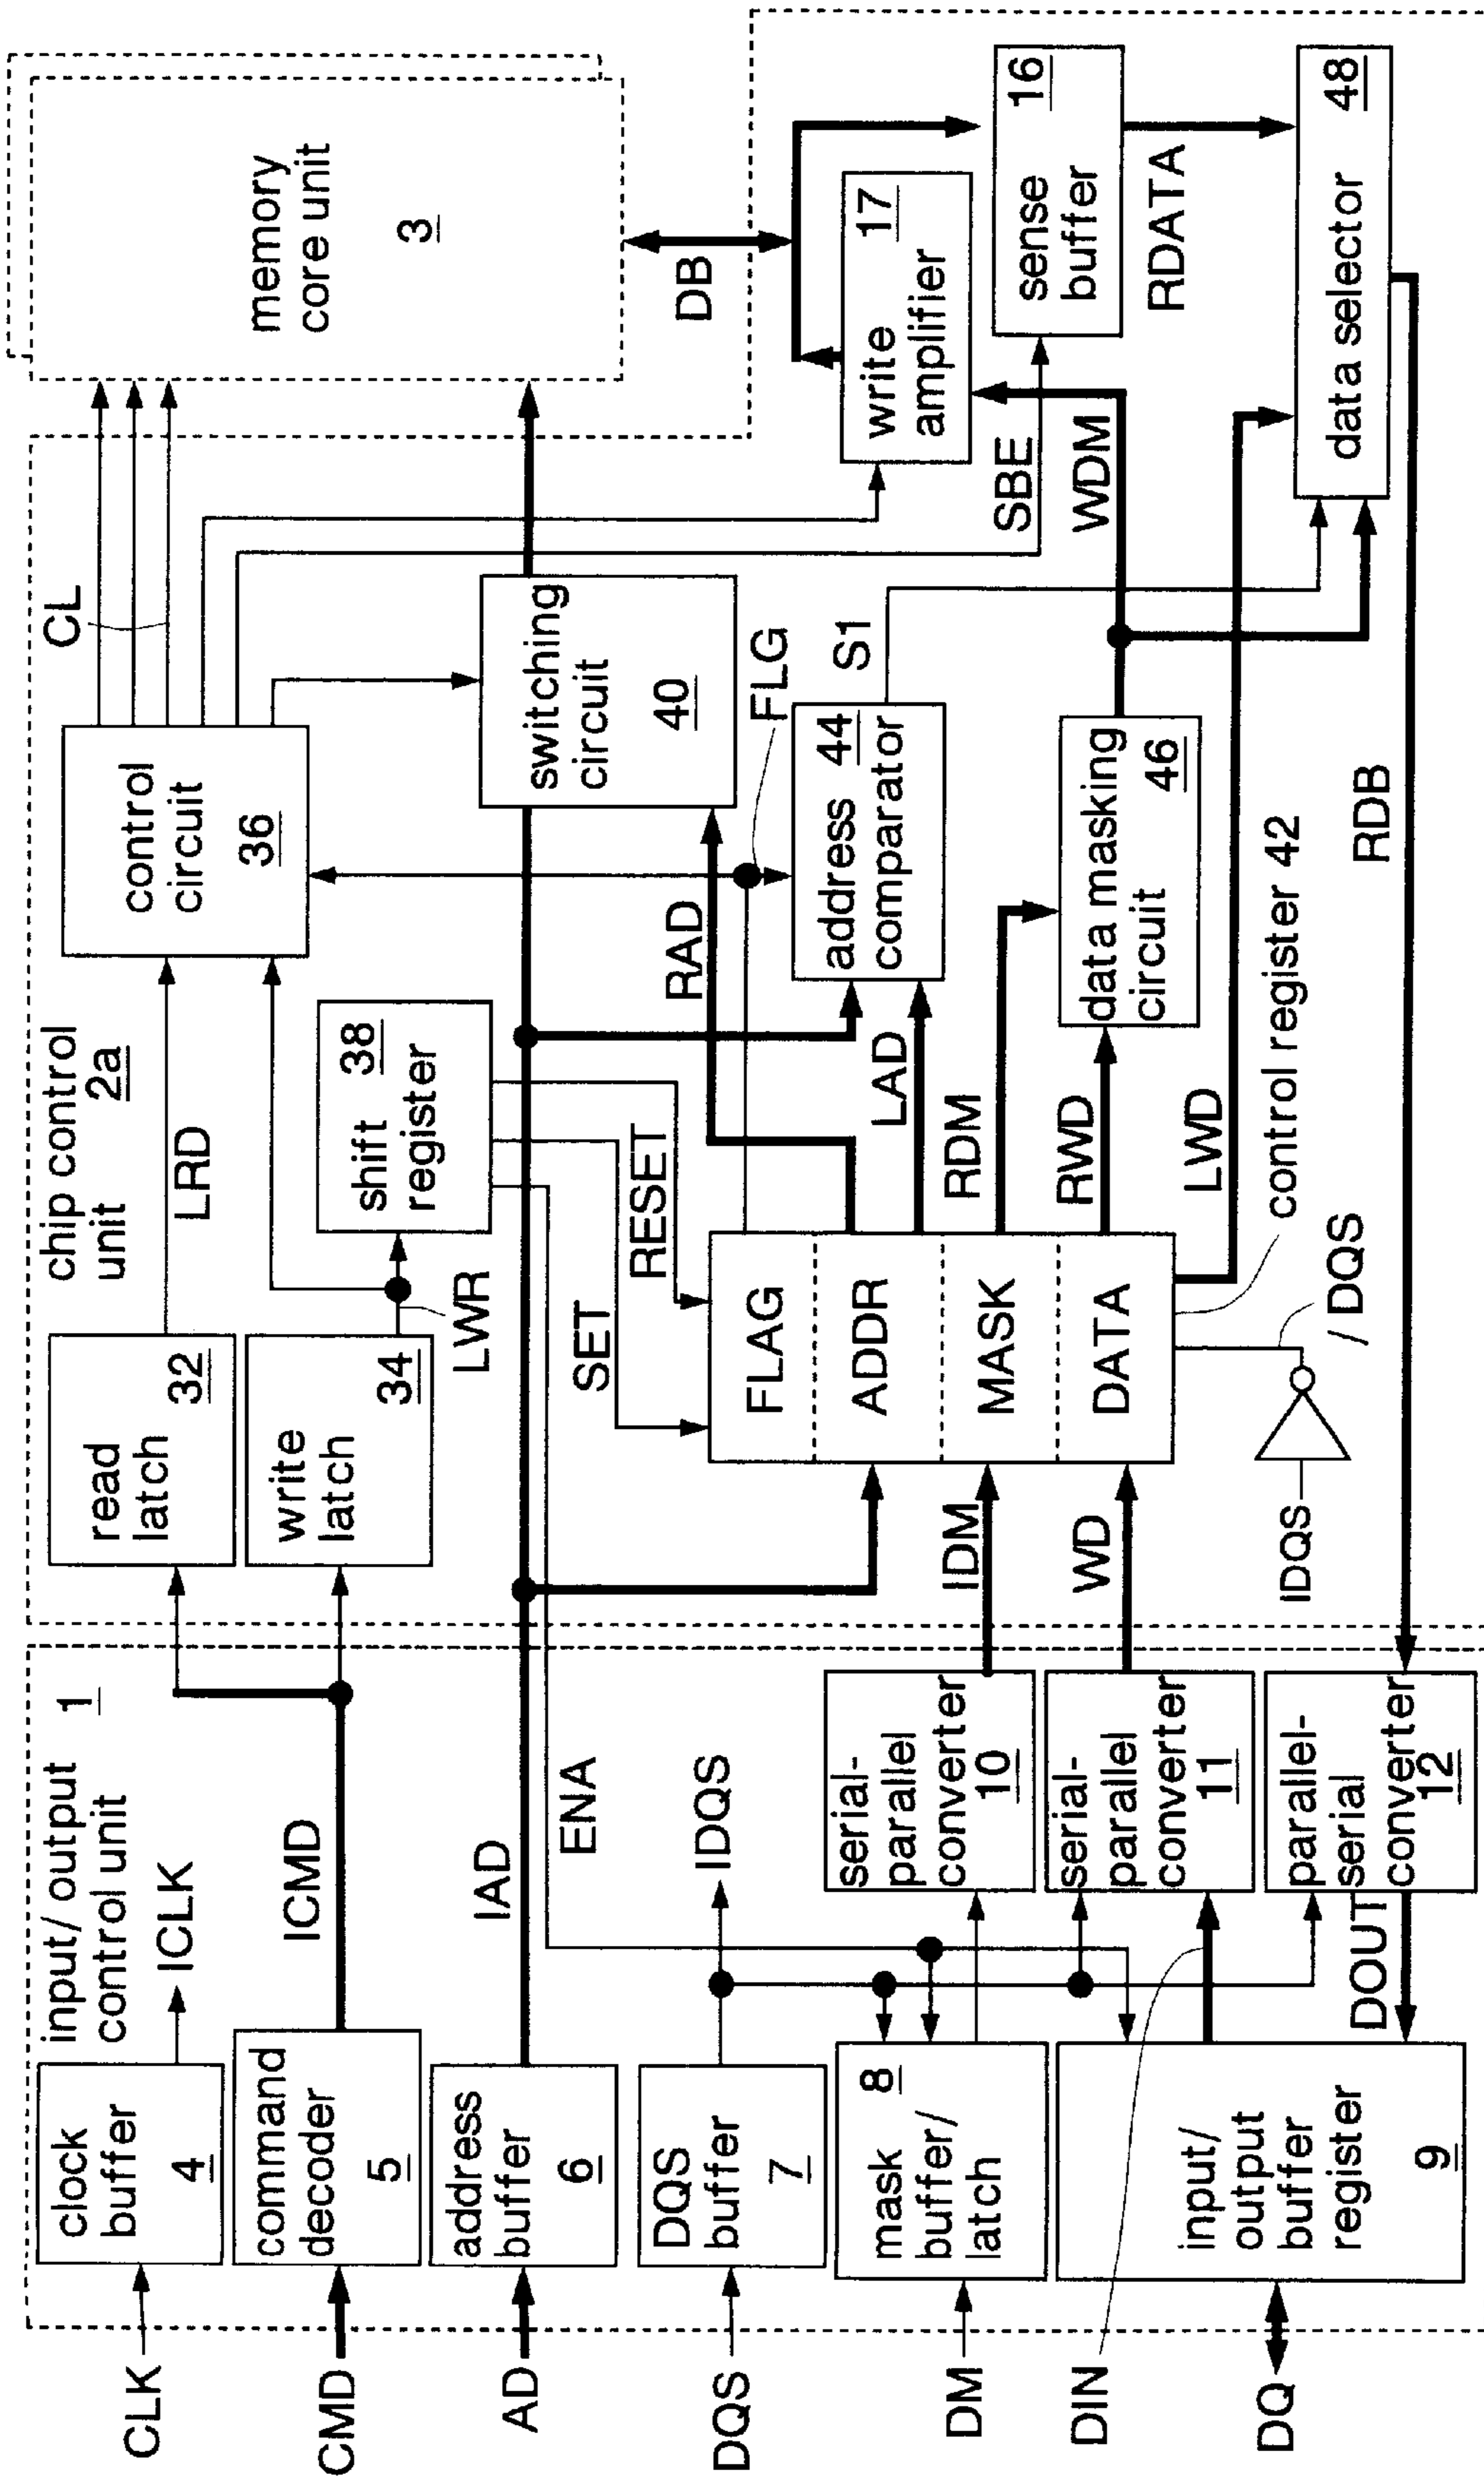 CLK
CMD
AD
DQS
DM
DIN
DQ
input/ output 1
control unit
clock
buffer
4
ICLK
command
decoder
5
ICMD
address
buffer
6
IAD
ENA
DQS
buffer
7
IDQS
mask 8
buffer/
latch
input/
output
buffer
register
9
DOUT
serial-
parallel
converter
10
serial-
parallel
converter
11
parallel-
serial
converter
12
chip control
unit 2a
read
latch 32
write
latch 34
LRD
LWR
shift 38
register
control
circuit
36
CL
SET
RESET
FLAG
ADDR
MASK
DATA
IDM
WD
IDQS
/ DQS
control register 42
RAD
LAD
RDM
RWD
LWD
FLG
switching
circuit
40
address 44
comparator
S1
data masking
circuit 46
RDB
SBE
WDM
memory
core unit
3
DB
write 17
amplifier
sense 16
buffer
RDATA
data selector 48